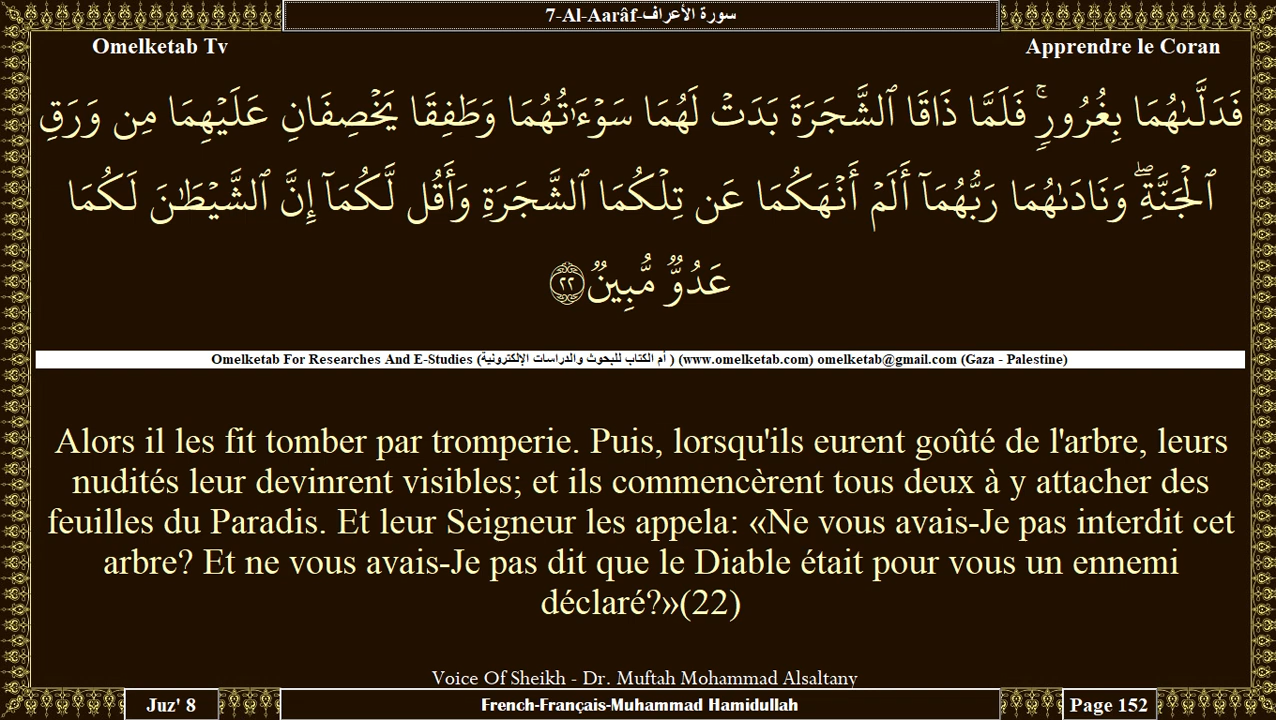 7-Al-Aarâf-سورة الأعراف
Omelketab Tv
Apprendre le Coran
فَدَلَّىٰهُمَا بِغُرُورٖۚ فَلَمَّا ذَاقَا ٱلشَّجَرَةَ بَدَتۡ لَهُمَا سَوۡءَٰتُهُمَا وَطَفِقَا يَخۡصِفَانِ عَلَيۡهِمَا مِن وَرَقِ
ٱلۡجَنَّةِۖ وَنَادَىٰهُمَا رَبُّهُمَآ أَلَمۡ أَنۡهَكُمَا عَن تِلۡكُمَا ٱلشَّجَرَةِ وَأَقُل لَّكُمَآ إِنَّ ٱلشَّيۡطَٰنَ لَكُمَا
عَدُوّٞ مُّبِينٞ ٢٢
Omelketab For Researches And E-Studies (أم الكتاب للبحوث والدراسات الإلكترونية ) (www.omelketab.com) omelketab@gmail.com (Gaza - Palestine)
Alors il les fit tomber par tromperie. Puis, lorsqu'ils eurent goûté de l'arbre, leurs
nudités leur devinrent visibles; et ils commencèrent tous deux à y attacher des
feuilles du Paradis. Et leur Seigneur les appela: «Ne vous avais-Je pas interdit cet
arbre? Et ne vous avais-Je pas dit que le Diable était pour vous un ennemi
déclaré?»(22)
Voice Of Sheikh - Dr. Muftah Mohammad Alsaltany
Juz' 8
French-Français-Muhammad Hamidullah
Page 152